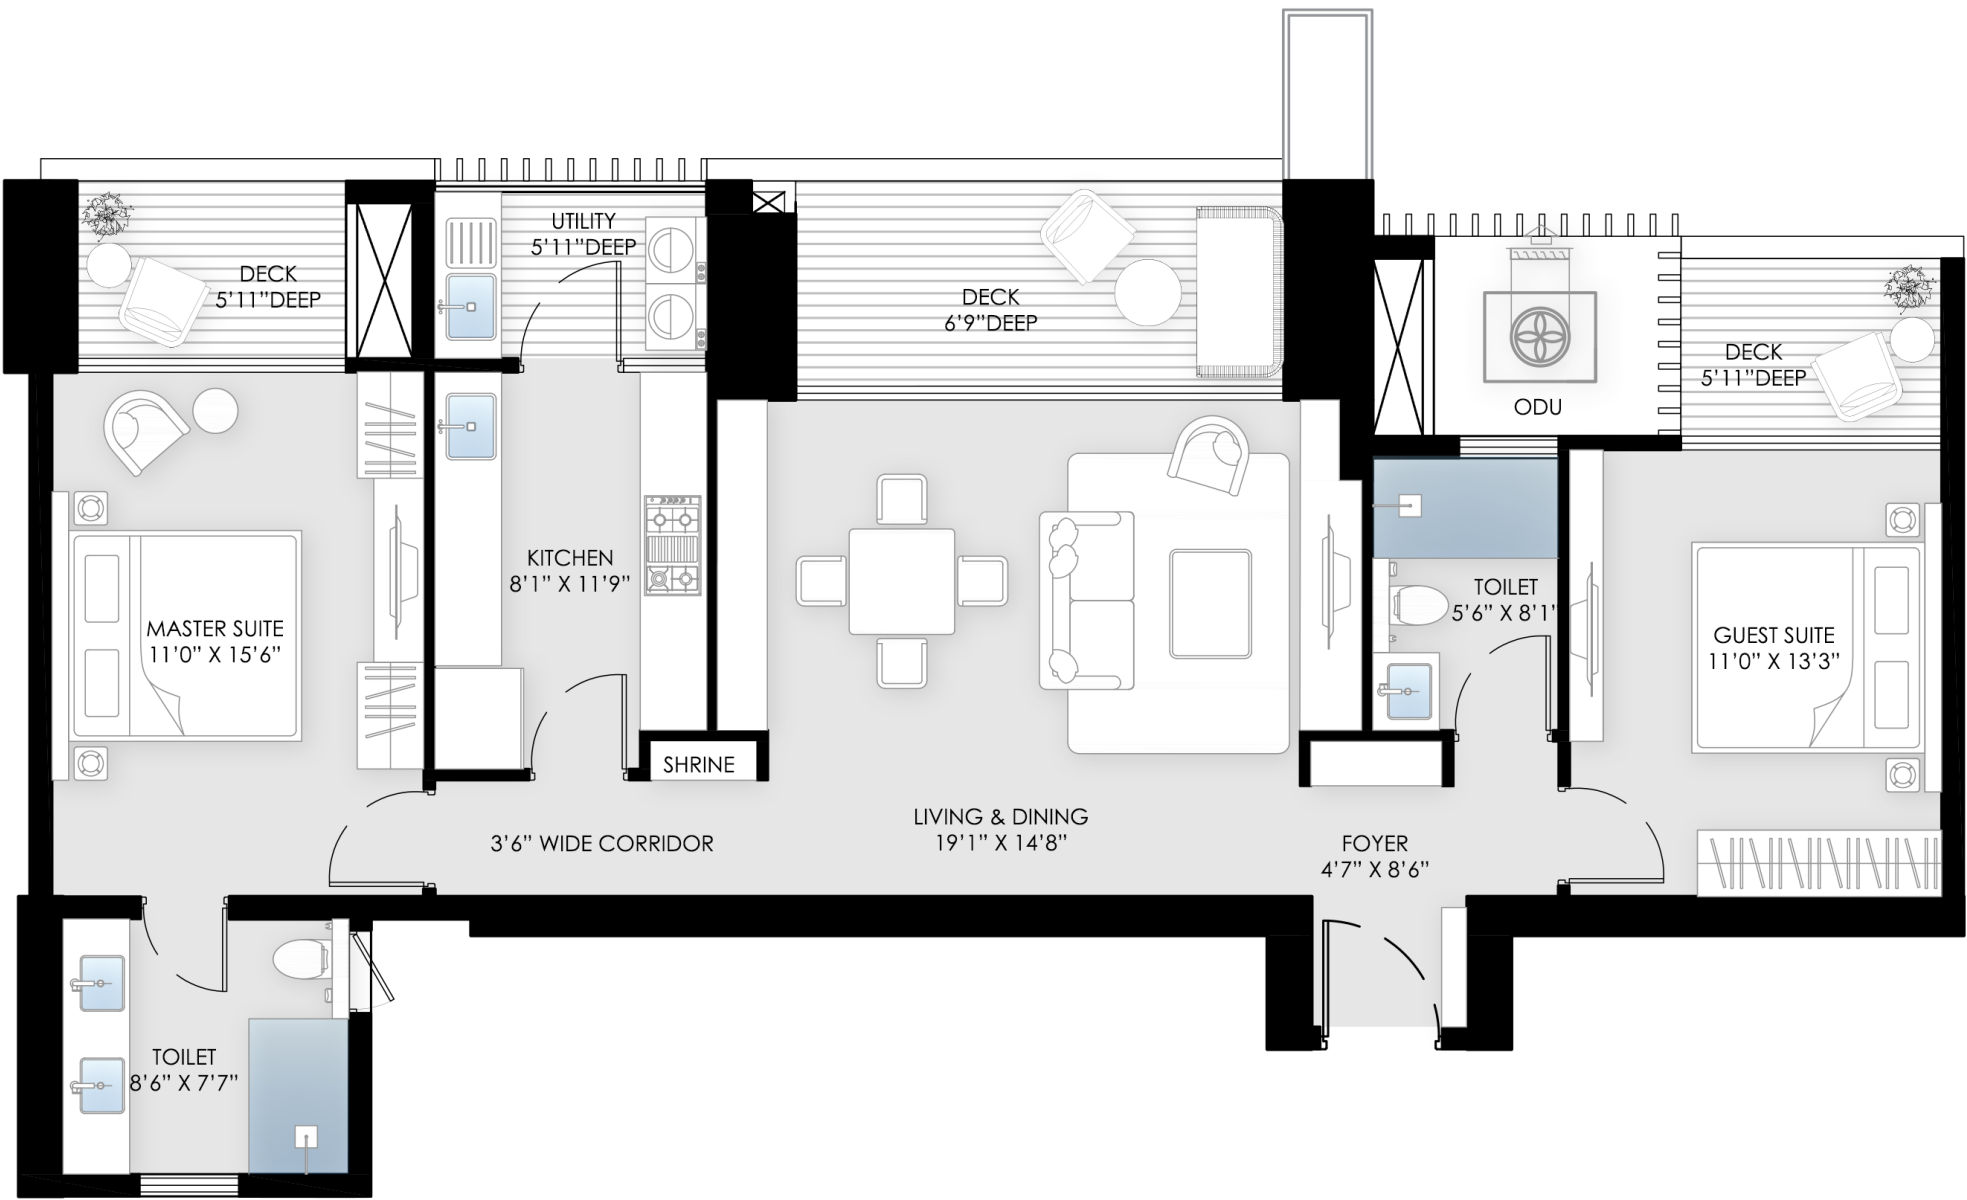 UTILITY
5'11”DEEP
DECK
5'11”DEEP
DECK
6'9”DEEP
DECK
5'11”DEEP
ODU
KITCHEN
8'1” X 11'9”
TOILET
5'6” X 8'1”
MASTER SUITE
11'0” X 15'6”
GUEST SUITE
11'0” X 13'3”
SHRINE
LIVING & DINING
19'1” X 14'8”
3'6” WIDE CORRIDOR
FOYER
4'7” X 8'6”
TOILET
8'6” X 7'7”